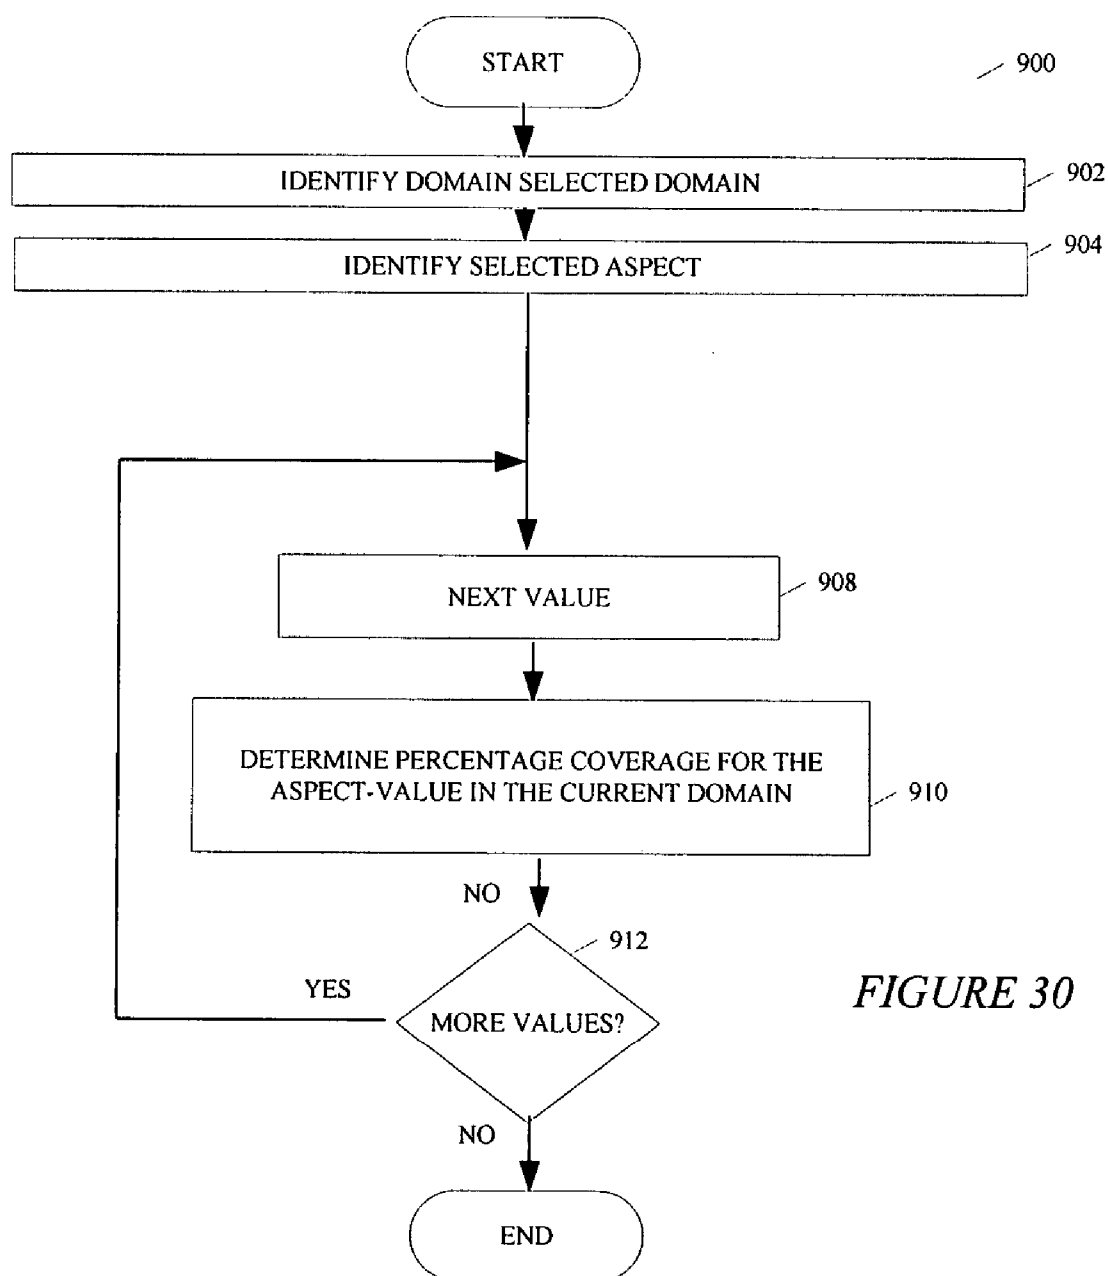 START
900
IDENTIFY DOMAIN SELECTED DOMAIN
902
IDENTIFY SELECTED ASPECT
904
NEXT VALUE
908
DETERMINE PERCENTAGE COVERAGE FOR THE
ASPECT-VALUE IN THE CURRENT DOMAIN
910
NO
912
YES
MORE VALUES?
FIGURE 30
NO
END